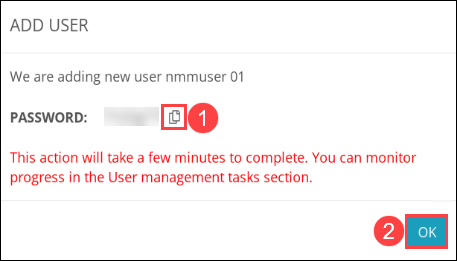 ADD USER
We are adding new user nmmuser 01
PASSWORD:
1
This action will take a few minutes to complete. You can monitor
progress in the User management tasks section.
2
OK